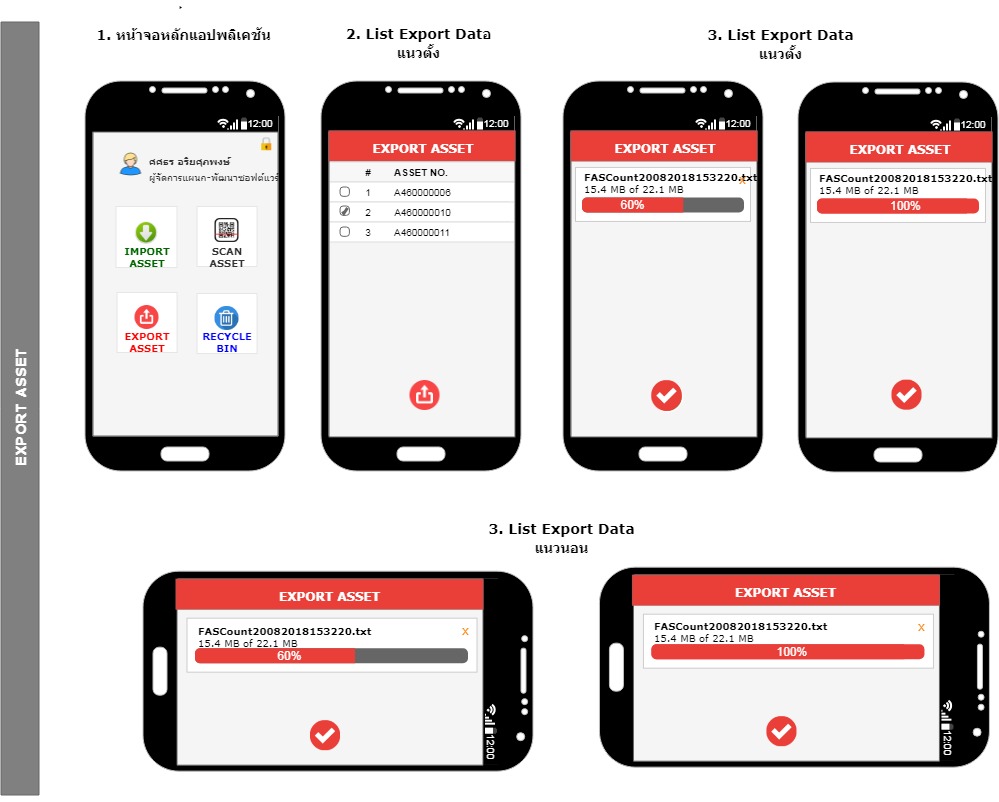 1. หน้าจอหลักแอปพลิเคชัน
2. List Export Data
แนวตั้ง
3. List Export Data
แนวตั้ง
EXPORT ASSET
12:00
ศศธร อริยศุภพงษ์
ผู้จัดการแผนก-พัฒนาซอฟต์แวร์
IMPORT
ASSET
SCAN
ASSET
EXPORT
ASSET
RECYCLE
BIN
12:00
EXPORT ASSET
# ASSET NO.
1 A460000006
2 A460000010
3 A460000011
12:00
EXPORT ASSET
FASCount20082018153220.txt
x
15.4 MB of 22.1 MB
60%
12:00
EXPORT ASSET
FASCount20082018153220.txt
15.4 MB of 22.1 MB
100%
3. List Export Data
แนวนอน
EXPORT ASSET
FASCount20082018153220.txt x
15.4 MB of 22.1 MB
60%
12:00
EXPORT ASSET
FASCount20082018153220.txt x
15.4 MB of 22.1 MB
100%
12:00